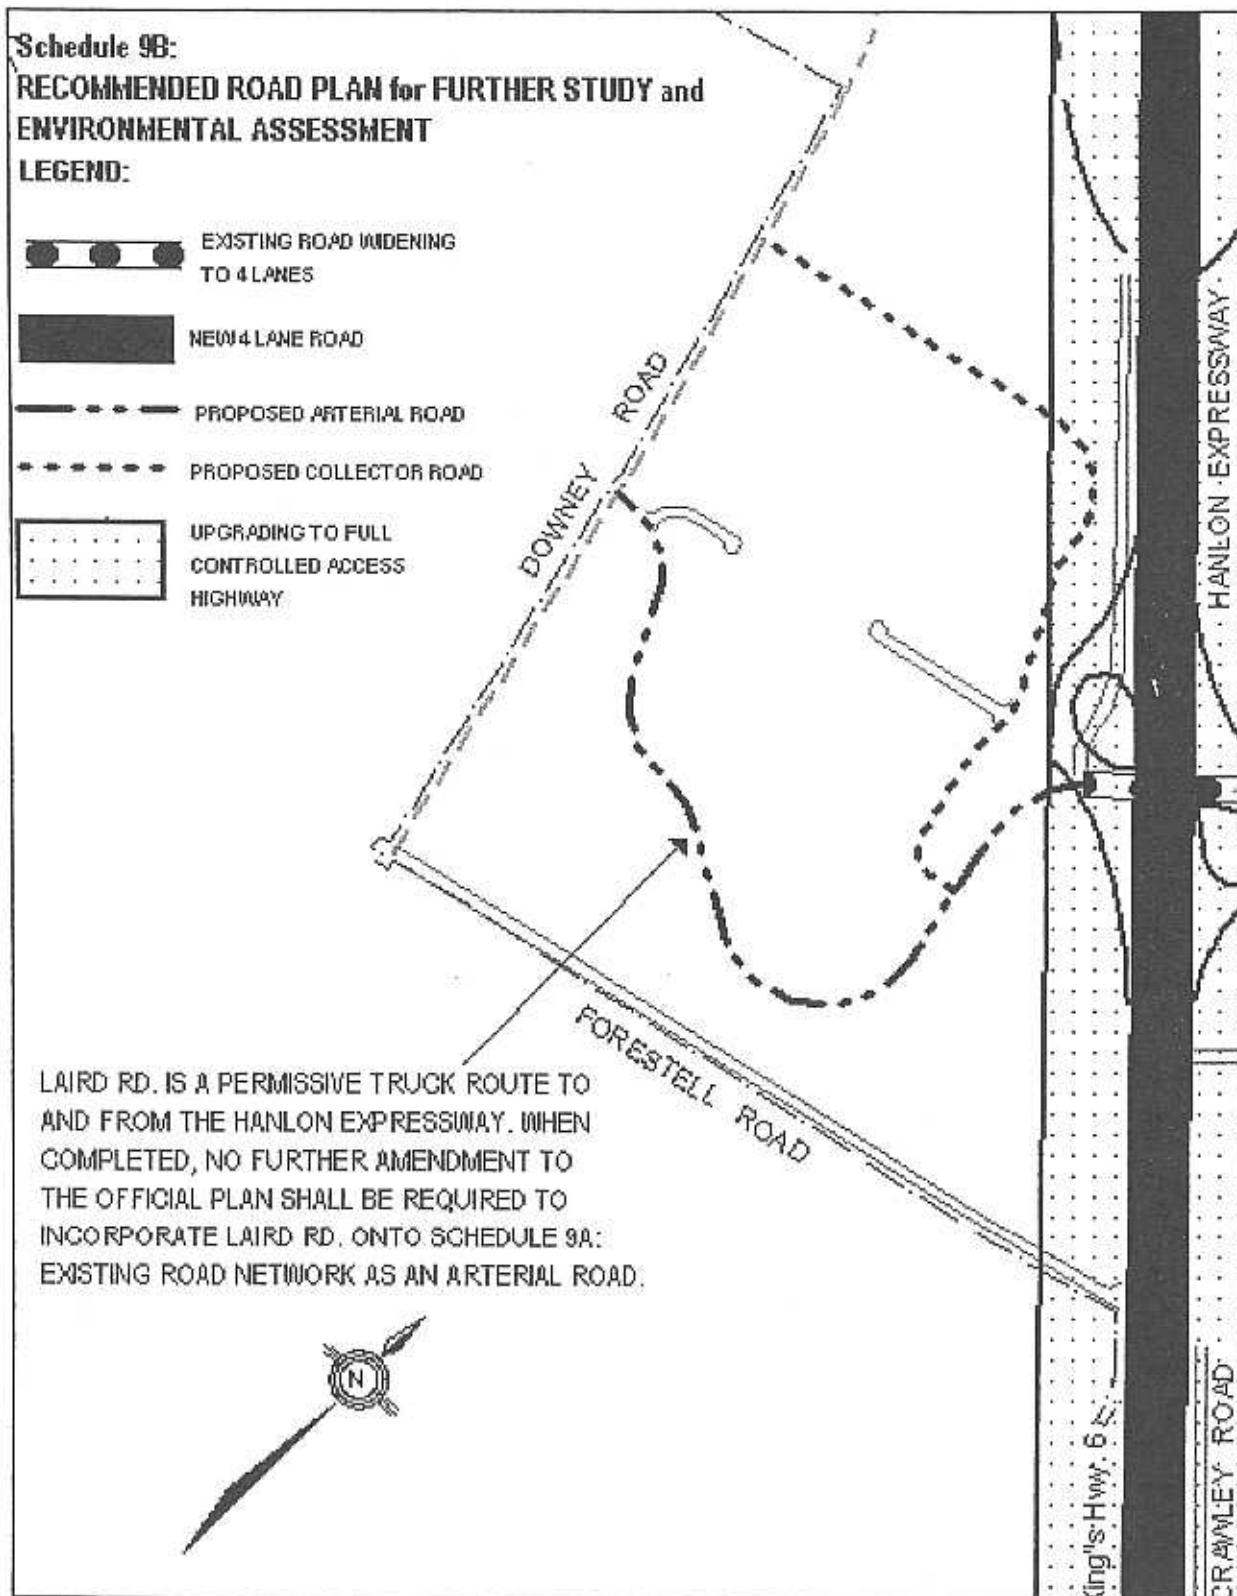 Schedule 9B:
RECOMMENDED ROAD PLAN for FURTHER STUDY and
ENVIRONMENTAL ASSESSMENT
LEGEND:
EXISTING ROAD WIDENING
TO 4 LANES
NEW 4 LANE ROAD
PROPOSED ARTERIAL ROAD
PROPOSED COLLECTOR ROAD
UPGRADING TO FULL
CONTROLLED ACCESS
HIGHWAY
DOWNEY ROAD
HANLON EXPRESSWAY
FORESTELL ROAD
LAIRD RD. IS A PERMISSIVE TRUCK ROUTE TO
AND FROM THE HANLON EXPRESSWAY. WHEN
COMPLETED, NO FURTHER AMENDMENT TO
THE OFFICIAL PLAN SHALL BE REQUIRED TO
INCORPORATE LAIRD RD. ONTO SCHEDULE 9A:
EXISTING ROAD NETWORK AS AN ARTERIAL ROAD.
N
King"s Hwy. 6
CRAWLEY ROAD